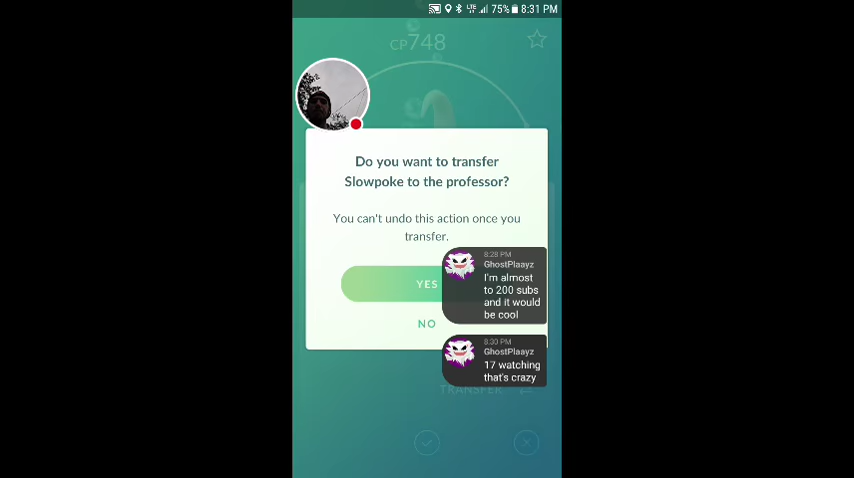 LTE 75% 8:31 PM
CP748
Do you want to transfer
Slowpoke to the professor?
You can't undo this action once you
transfer.
YES
NO
8:28 PM
GhostPlaayz
I'm almost
to 200 subs
and it would
be cool
8:30 PM
GhostPlaayz
17 watching
that's crazy
TRANSFER